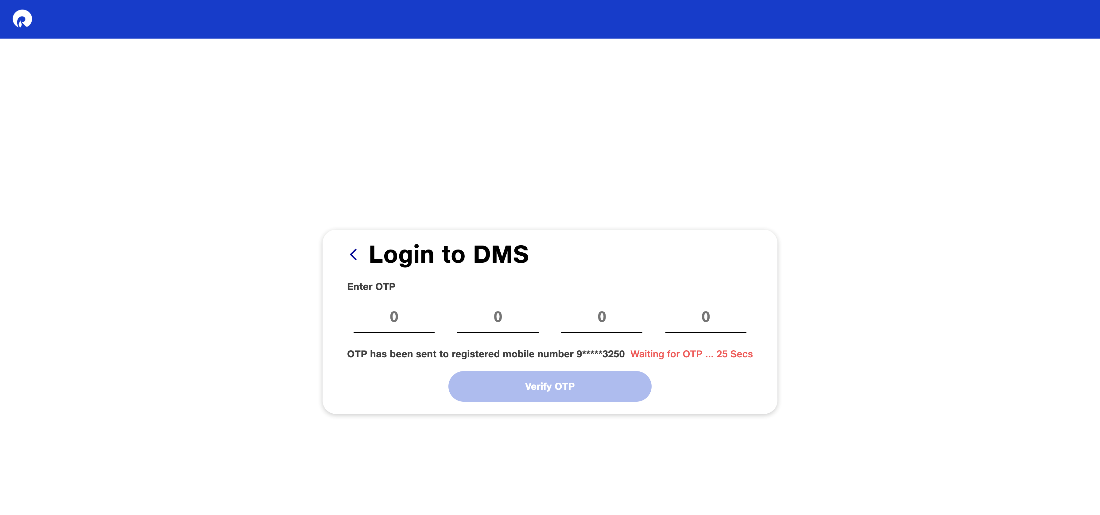 Login to DMS
Enter OTP
0 0 0 0
OTP has been sent to registered mobile number 9*****3250 Waiting for OTP ... 25 Secs
Verify OTP